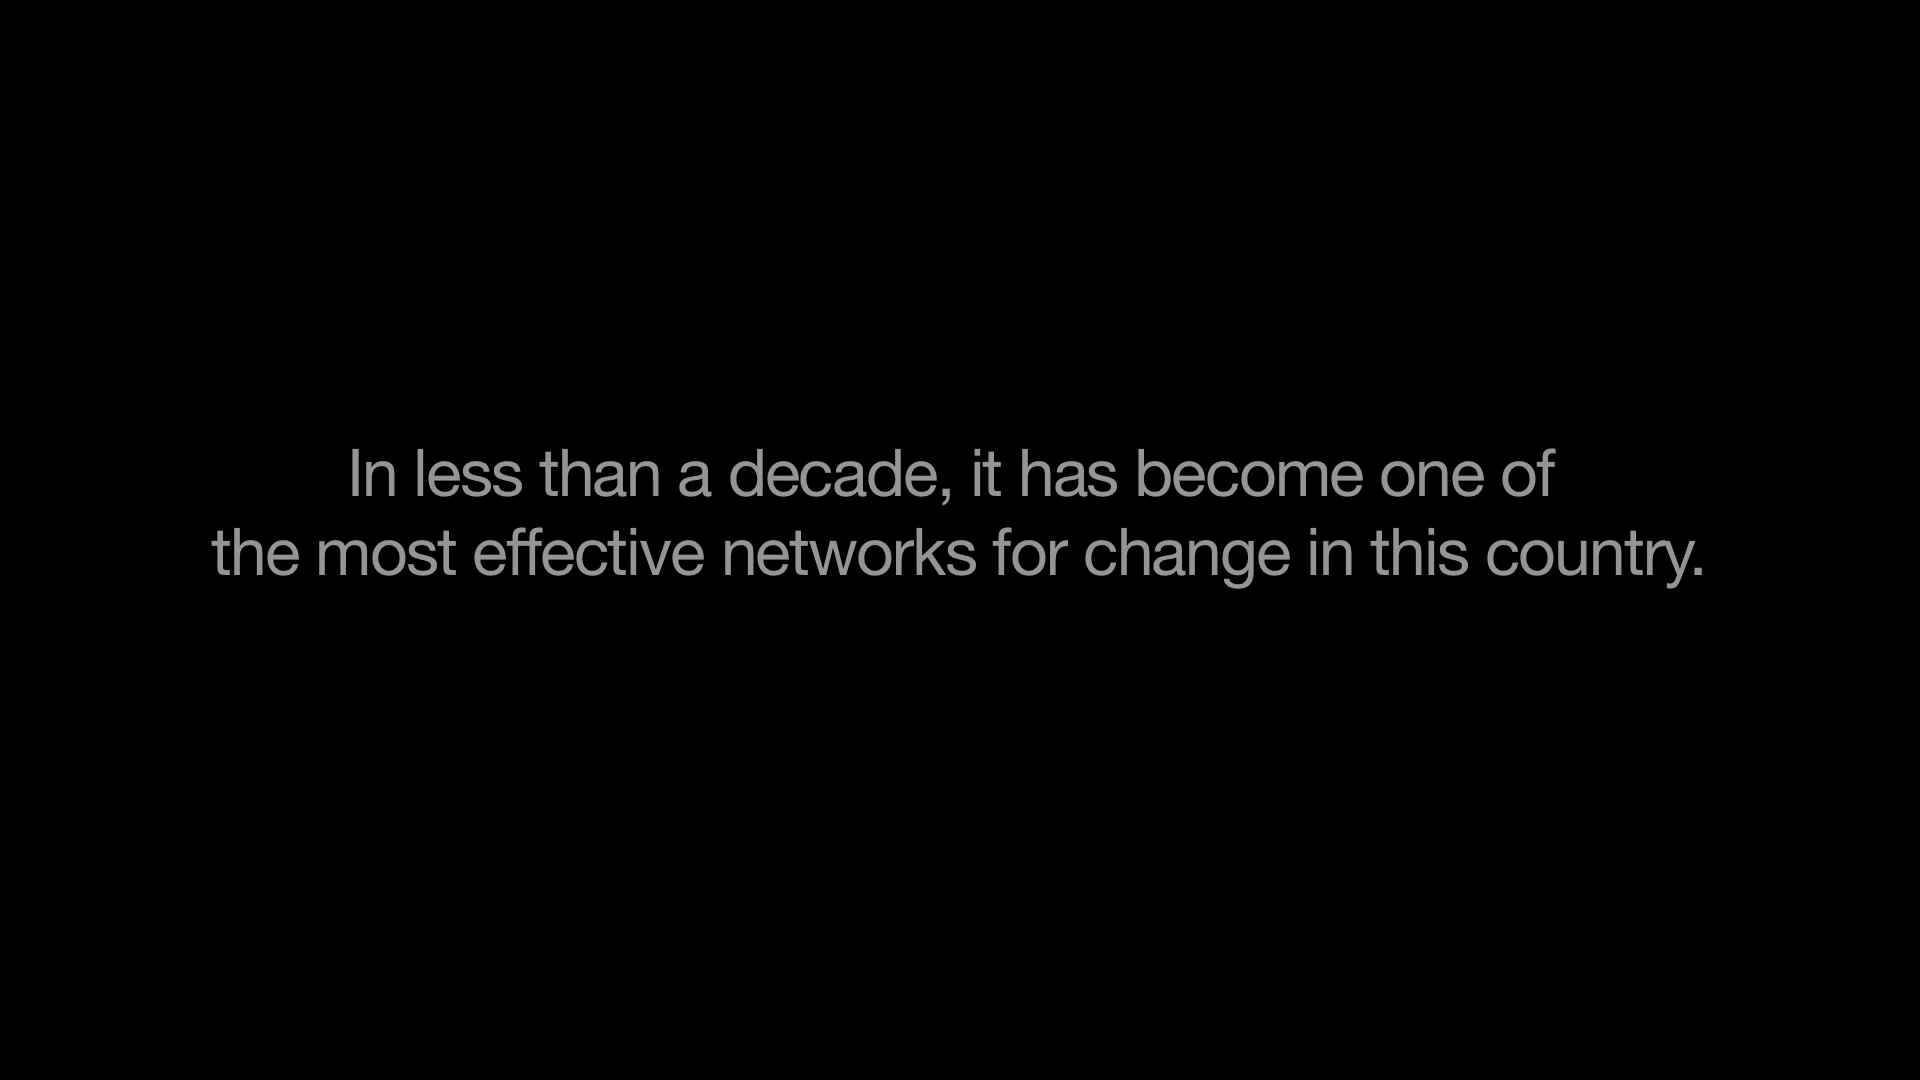 In less than a decade, it has become one of
the most effective networks for change in this country.